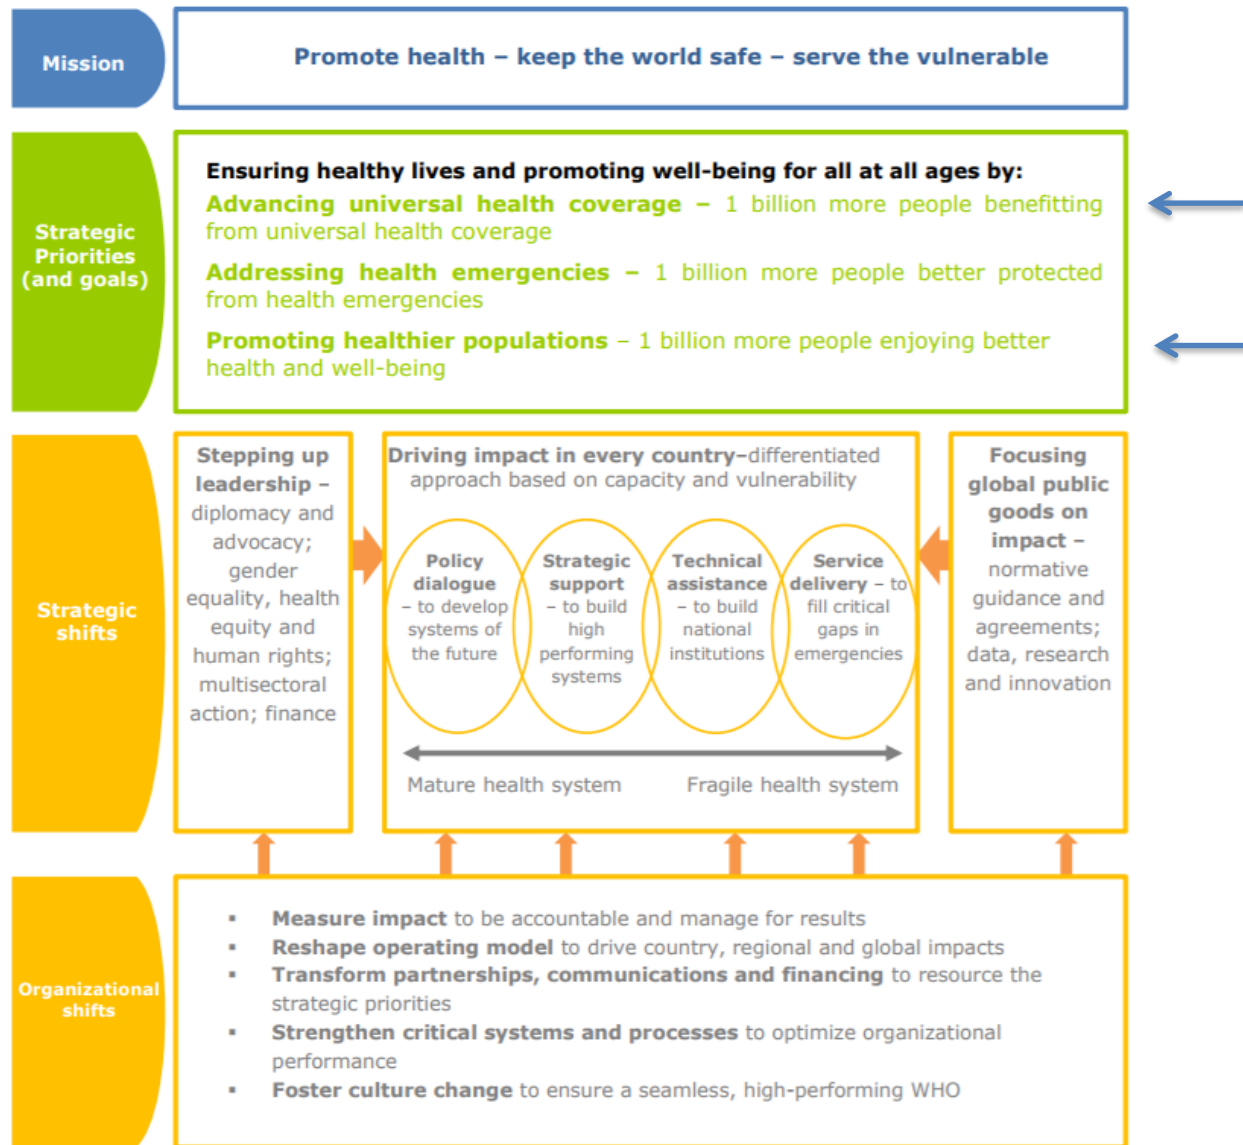 Mission
Promote health – keep the world safe – serve the vulnerable
Strategic
Priorities
(and goals)
Ensuring healthy lives and promoting well-being for all at all ages by:
Advancing universal health coverage – 1 billion more people benefitting
from universal health coverage
Addressing health emergencies – 1 billion more people better protected
from health emergencies
Promoting healthier populations – 1 billion more people enjoying better
health and well-being
Strategic
shifts
Stepping up
leadership –
diplomacy and
advocacy;
gender
equality, health
equity and
human rights;
multisectoral
action; finance
Driving impact in every country–differentiated
approach based on capacity and vulnerability
Policy
dialogue
– to develop
systems of
the future
Strategic
support
– to build
high
performing
systems
Technical
assistance
– to build
national
institutions
Service
delivery – to
fill critical
gaps in
emergencies
Mature health system
Fragile health system
Focusing
global public
goods on
impact –
normative
guidance and
agreements;
data, research
and innovation
Organizational
shifts
▪ Measure impact to be accountable and manage for results
▪ Reshape operating model to drive country, regional and global impacts
▪ Transform partnerships, communications and financing to resource the
strategic priorities
▪ Strengthen critical systems and processes to optimize organizational
performance
▪ Foster culture change to ensure a seamless, high-performing WHO